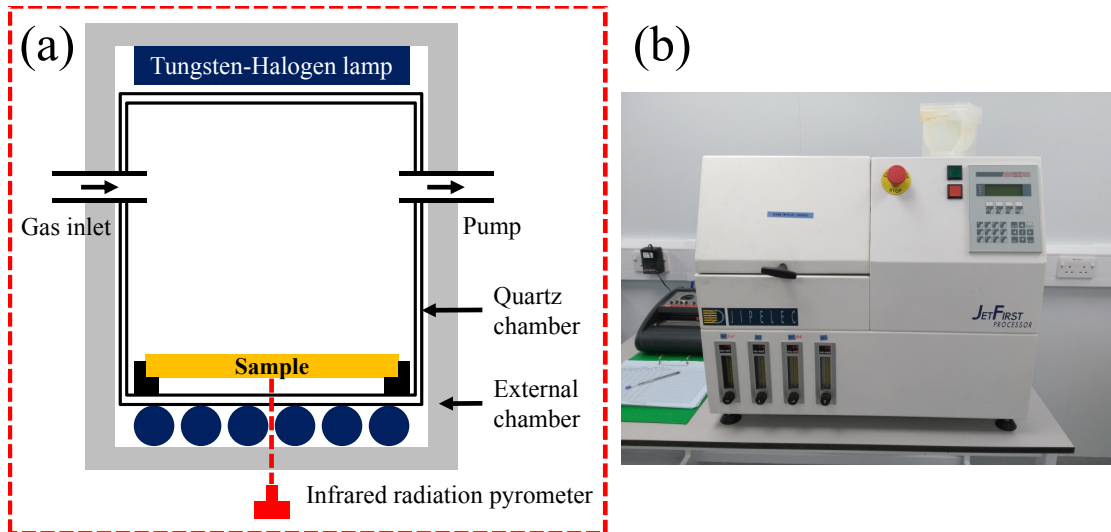 (a)
Tungsten-Halogen lamp
Gas inlet
Pump
Quartz
chamber
Sample
External
chamber
Infrared radiation pyrometer
(b)
STOP
JIPELEC
JETFIRST
PROCESSOR